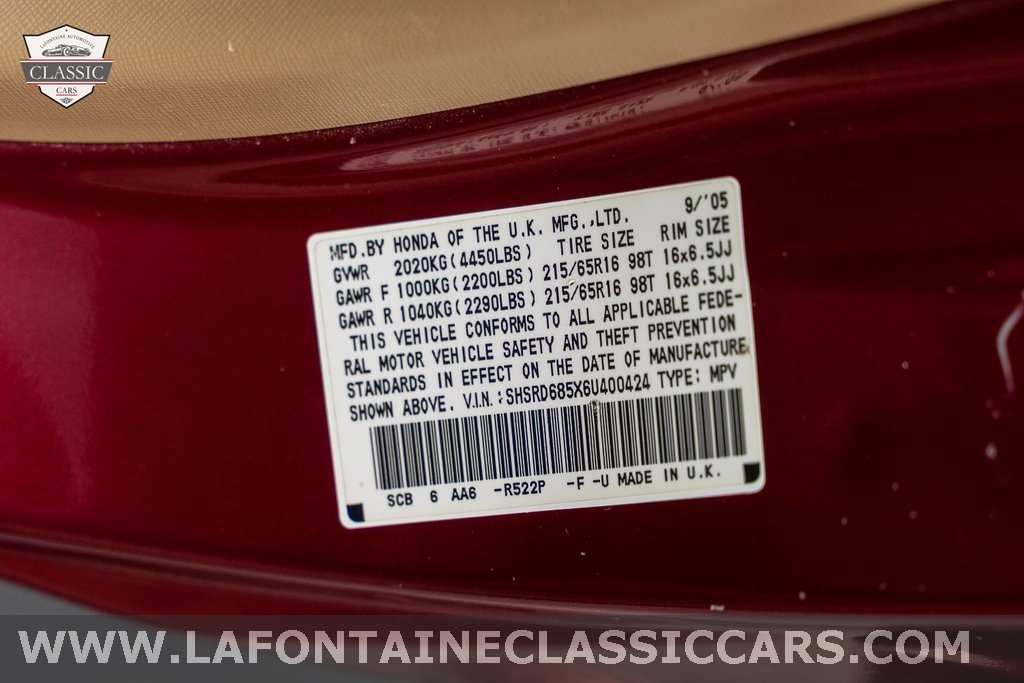 LAFONTAINE AUTOMOTIVE
CLASSIC
CARS
MFD.BY HONDA OF THE U.K. MFG.,LTD. 9/'05
GVWR 2020KG(4450LBS) TIRE SIZE RIM SIZE
GAWR F 1000KG(2200LBS) 215/65R16 98T 16x6.5JJ
GAWR R 1040KG(2290LBS) 215/65R16 98T 16x6.5JJ
THIS VEHICLE CONFORMS TO ALL APPLICABLE FEDE-
RAL MOTOR VEHICLE SAFETY AND THEFT PREVENTION
STANDARDS IN EFFECT ON THE DATE OF MANUFACTURE
SHOWN ABOVE. V.I.N.:SHSRD685X6U400424 TYPE: MPV
SCB 6 AA6 -R522P -F -U MADE IN U.K.
WWW.LAFONTAINECLASSICCARS.COM